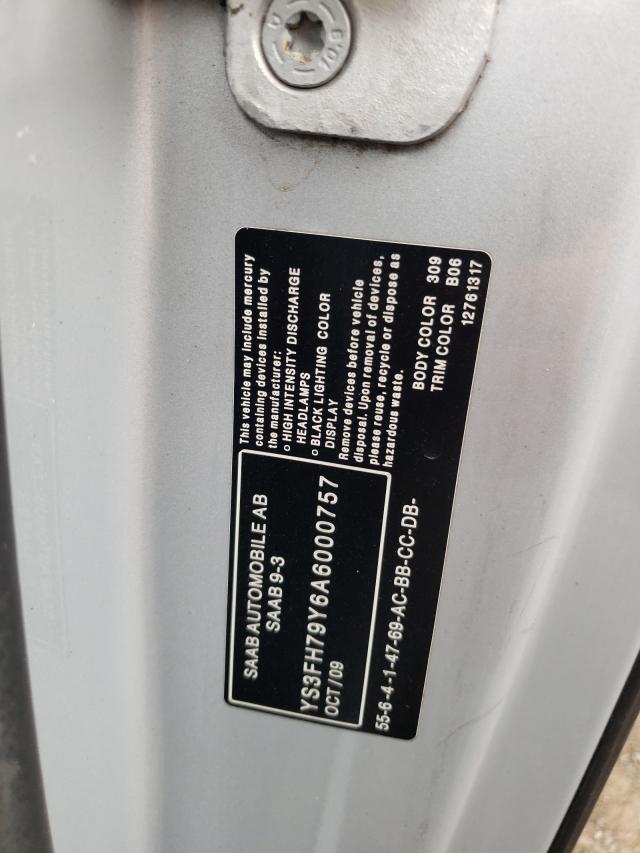 10.9
SAAB AUTOMOBILE AB
SAAB 9-3
YS3FH79Y6A6000757
OCT/09
55-6-4-1-47-69-AC-BB-CC-DB-
This vehicle may include mercury
containing devices installed by
the manufacturer:
○ HIGH INTENSITY DISCHARGE
HEADLAMPS
○ BLACK LIGHTING COLOR
DISPLAY
Remove devices before vehicle
disposal. Upon removal of devices,
please reuse, recycle or dispose as
hazardous waste.
BODY COLOR 309
TRIM COLOR B06
12761317